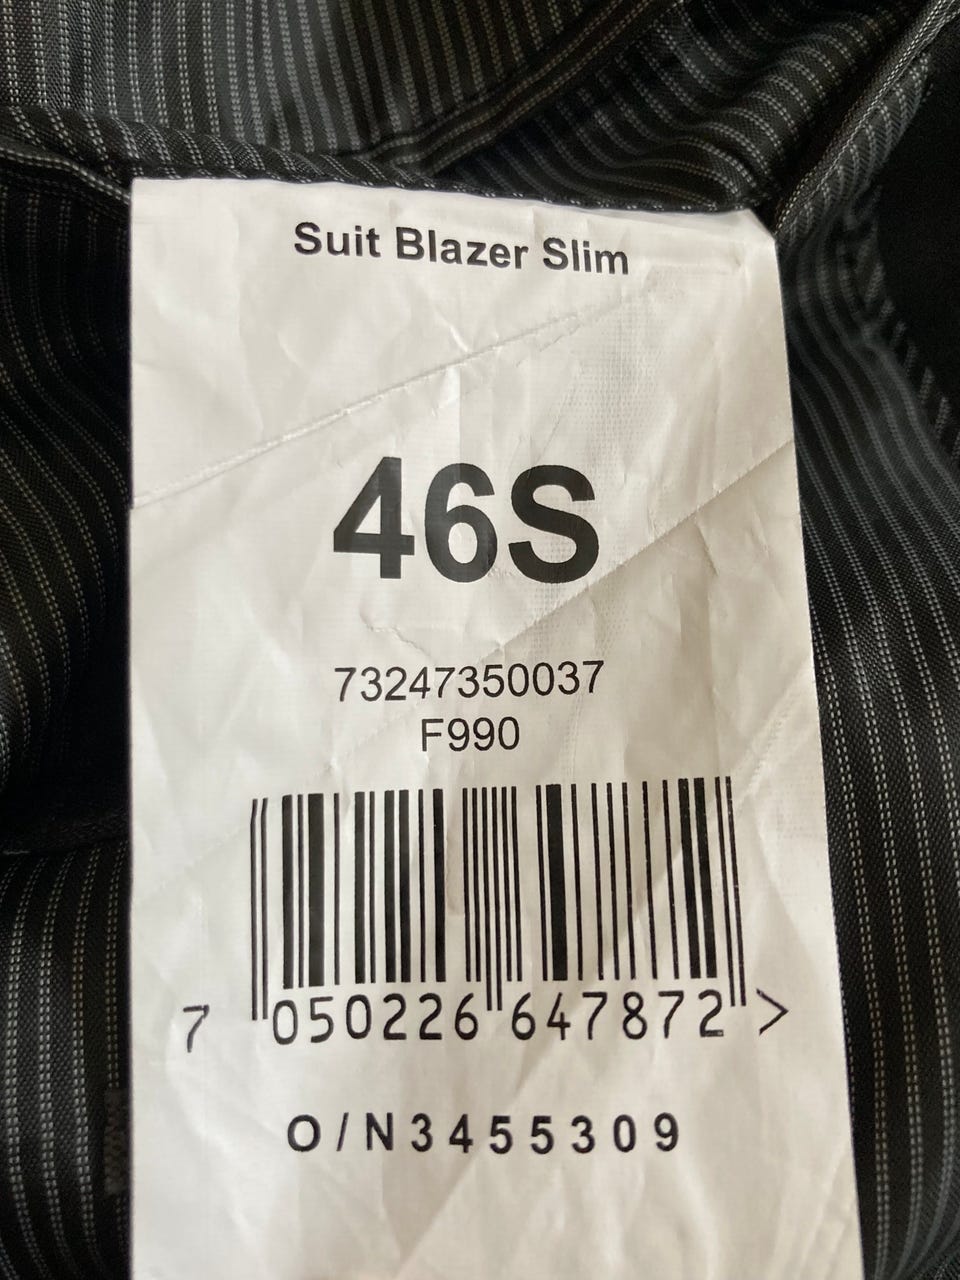 Suit Blazer Slim
46S
73247350037
F990
7 050226 647872 >
O/N3455309